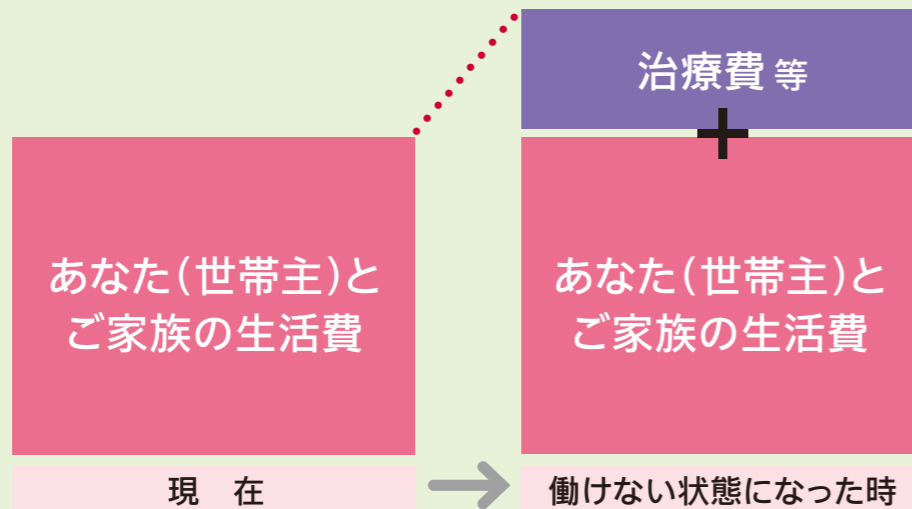 治療費 等
+
あなた(世帯主)と
ご家族の生活費
あなた(世帯主)と
ご家族の生活費
現 在
働けない状態になった時